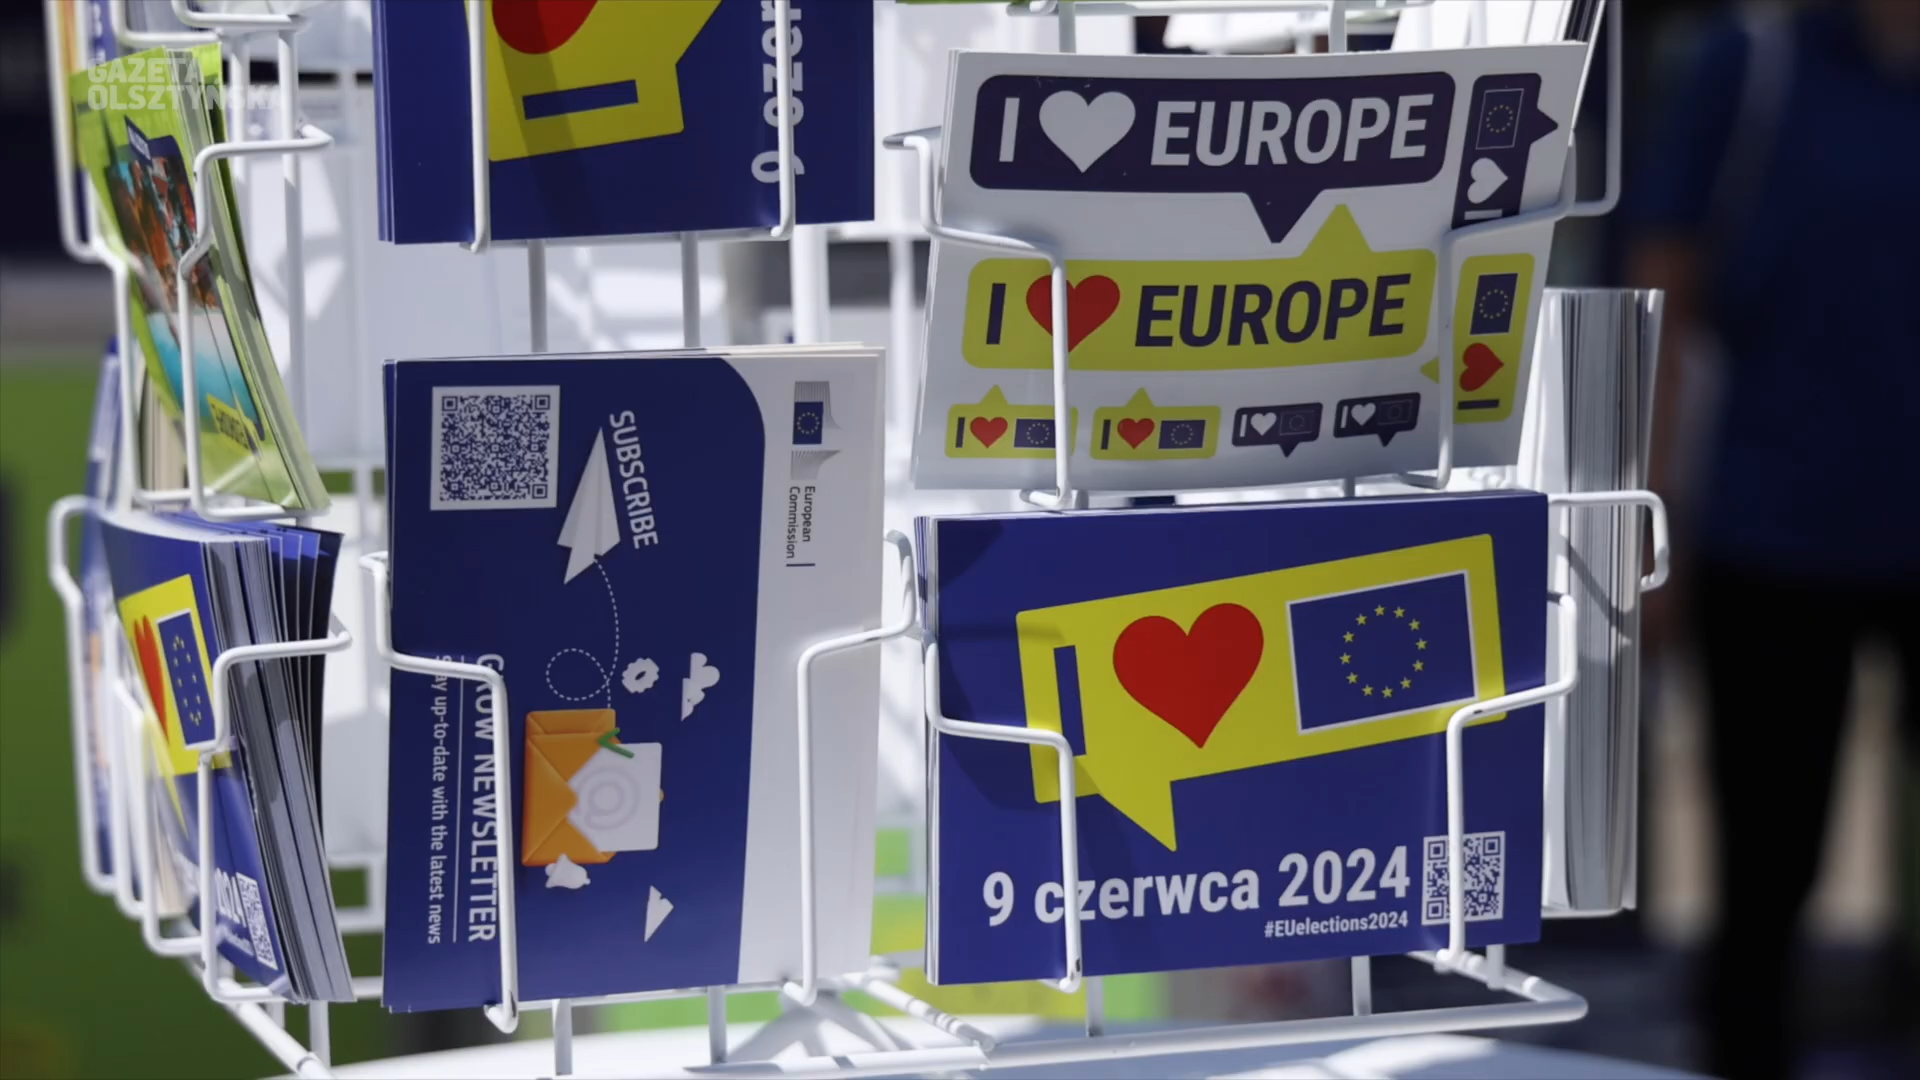 GAZETA
OLSZTYŃSKA
I EUROPE
I EUROPE
I
I
I
I
I
I
I
SUBSCRIBE
European
Commission
GROW NEWSLETTER
Stay up-to-date with the latest news
I
9 czerwca 2024
#EUelections2024